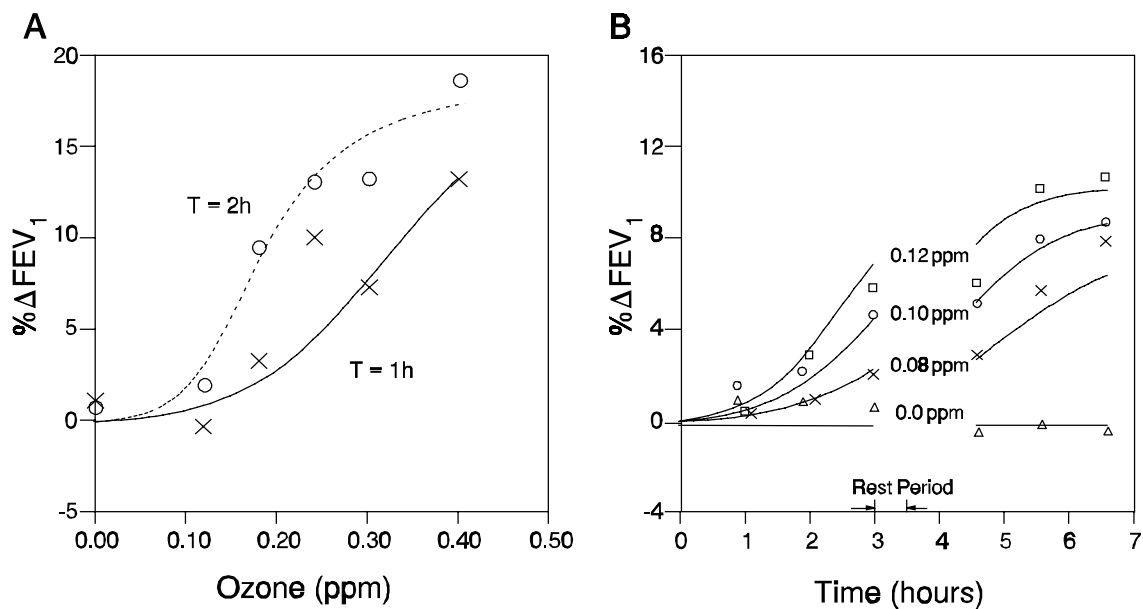 A
%ΔFEV1
20
15
10
5
0
-5
T = 2h
T = 1h
0.00 0.10 0.20 0.30 0.40 0.50
Ozone (ppm)
B
%ΔFEV1
16
12
8
4
0
-4
0.12 ppm
0.10 ppm
0.08 ppm
0.0 ppm
Rest Period
0 1 2 3 4 5 6 7
Time (hours)